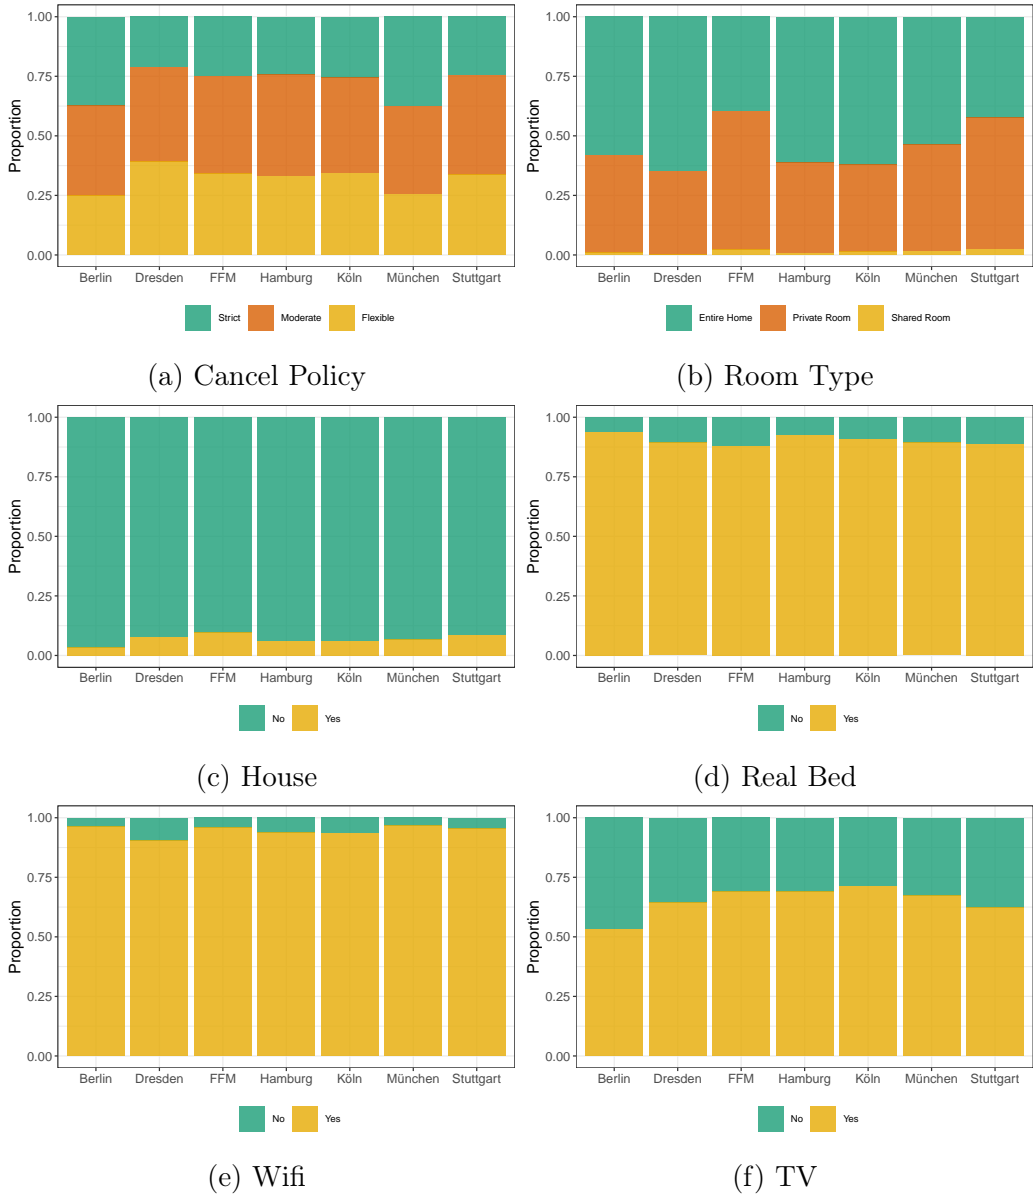 1.00
0.75
0.50
0.25
0.00
Proportion
Berlin Dresden FFM Hamburg Köln München Stuttgart
Strict Moderate Flexible
(a) Cancel Policy
1.00
0.75
0.50
0.25
0.00
Proportion
Berlin Dresden FFM Hamburg Köln München Stuttgart
Entire Home Private Room Shared Room
(b) Room Type
1.00
0.75
0.50
0.25
0.00
Proportion
Berlin Dresden FFM Hamburg Köln München Stuttgart
No Yes
(c) House
1.00
0.75
0.50
0.25
0.00
Proportion
Berlin Dresden FFM Hamburg Köln München Stuttgart
No Yes
(d) Real Bed
1.00
0.75
0.50
0.25
0.00
Proportion
Berlin Dresden FFM Hamburg Köln München Stuttgart
No Yes
(e) Wifi
1.00
0.75
0.50
0.25
0.00
Proportion
Berlin Dresden FFM Hamburg Köln München Stuttgart
No Yes
(f) TV